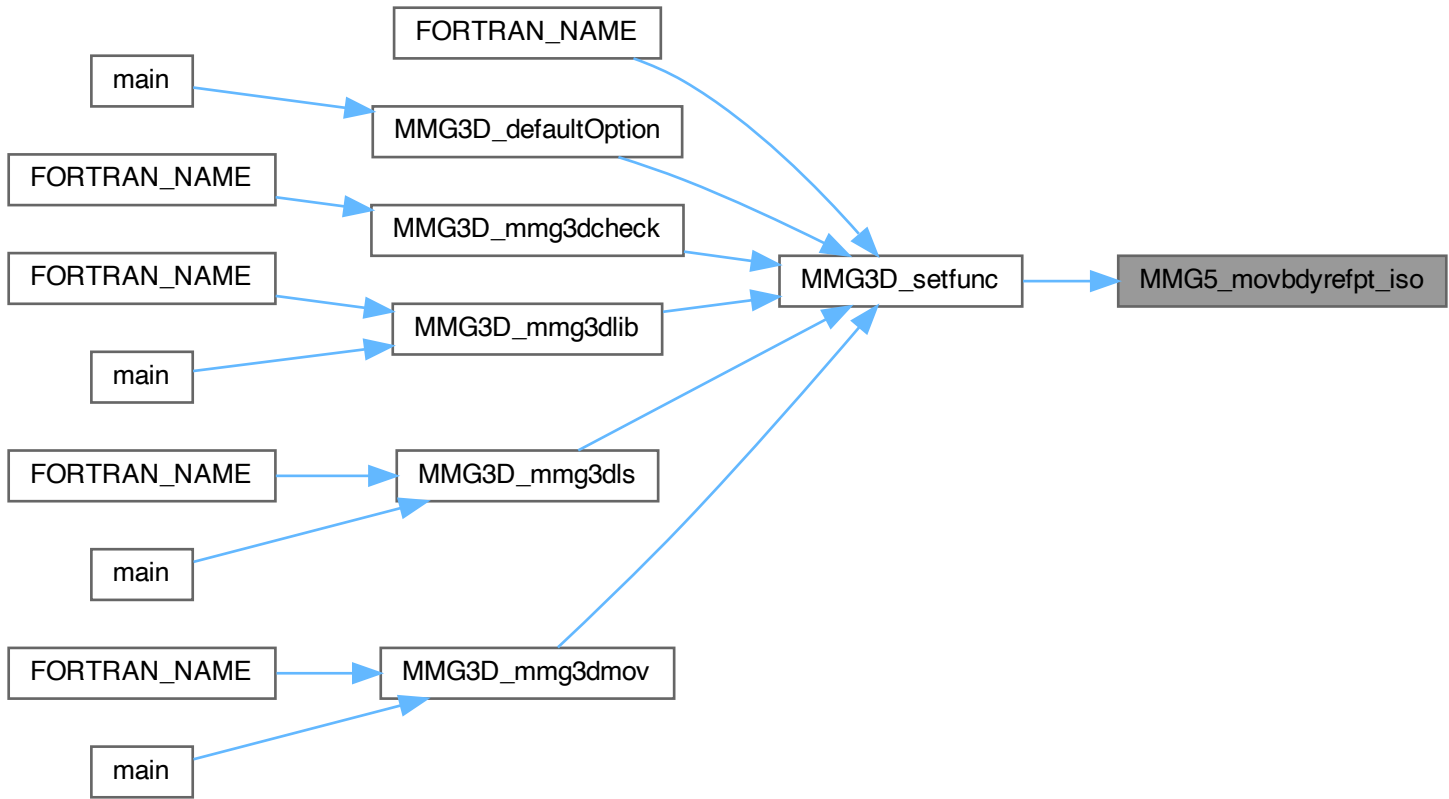 FORTRAN_NAME
main
MMG3D_defaultOption
FORTRAN_NAME
MMG3D_mmg3dcheck
FORTRAN_NAME
MMG3D_setfunc
MMG5_movbdyrefpt_iso
MMG3D_mmg3dlib
main
FORTRAN_NAME
MMG3D_mmg3dls
main
FORTRAN_NAME
MMG3D_mmg3dmov
main